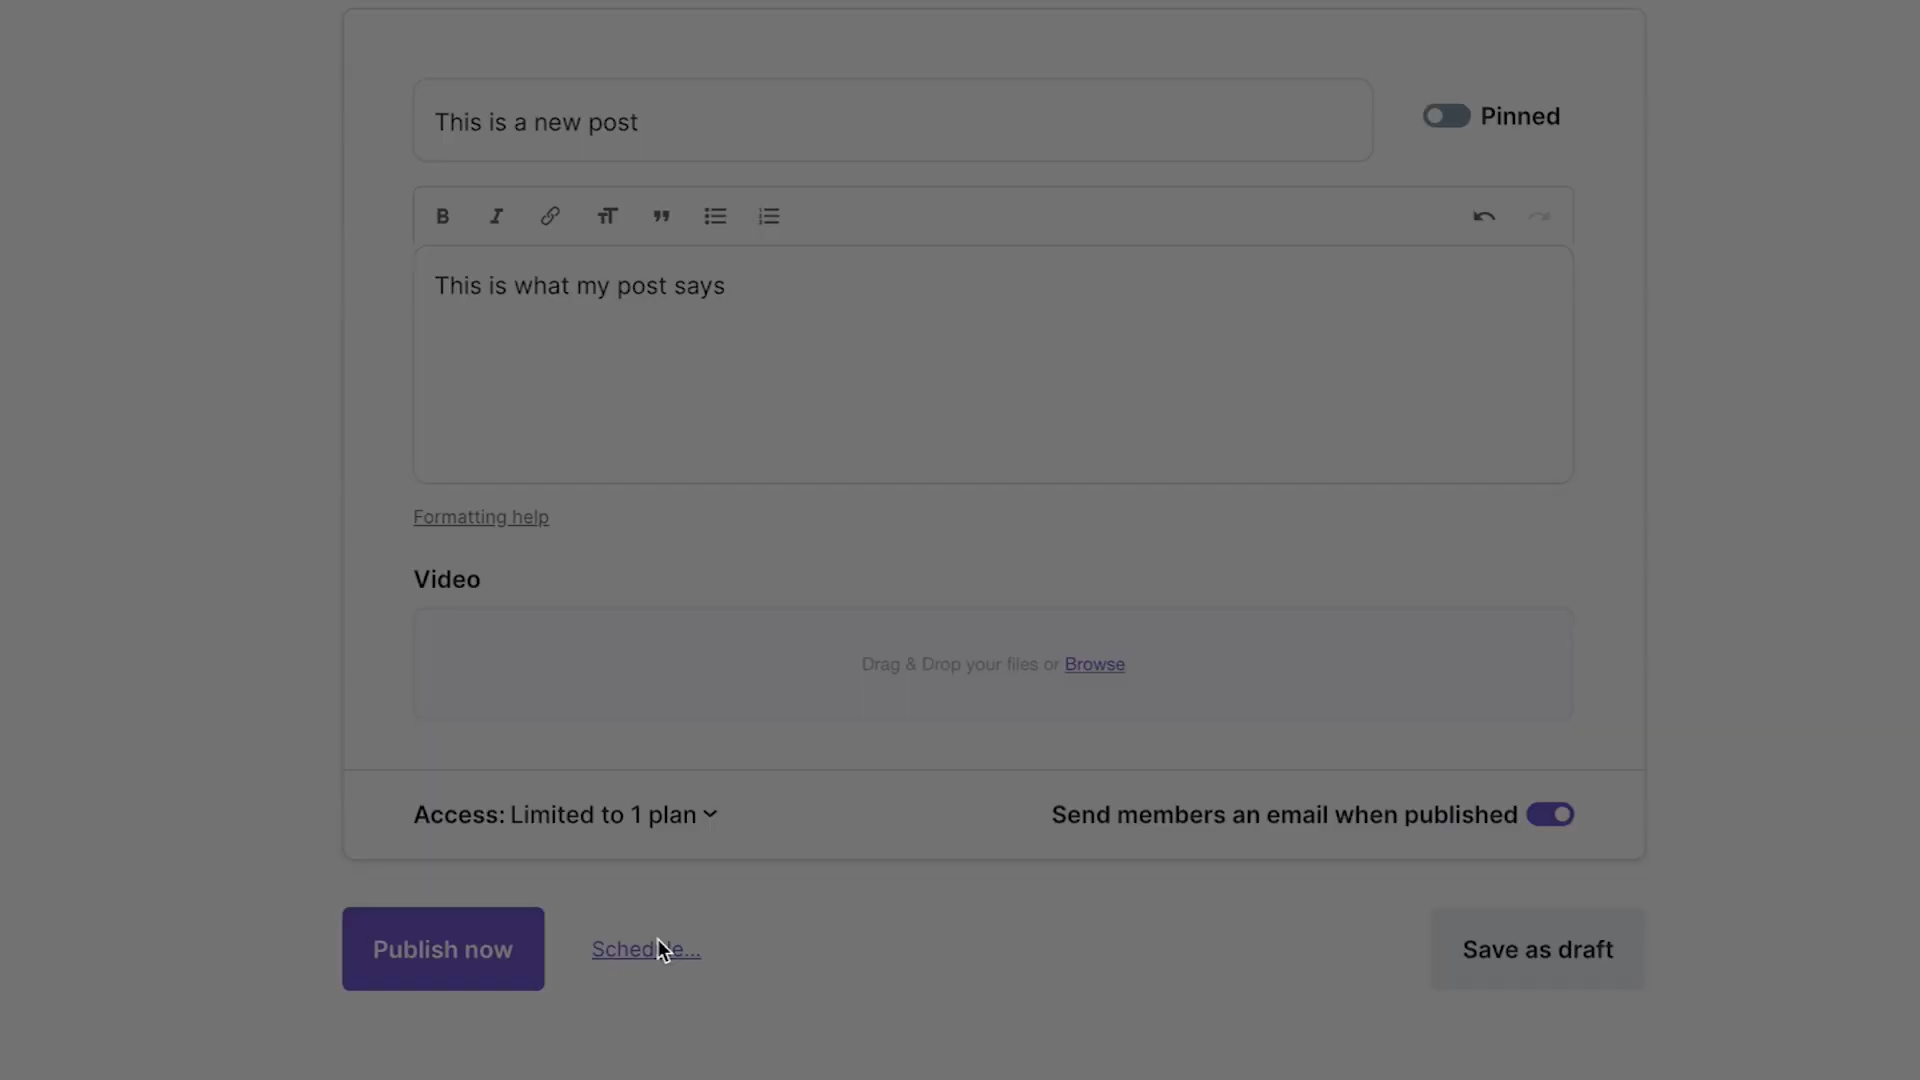 This is a new post
Pinned
B
This is what my post says
Formatting help
Video
Drag & Drop your files or Browse
Access: Limited to 1 plan
Send members an email when published
Publish now
Schedule...
Save as draft